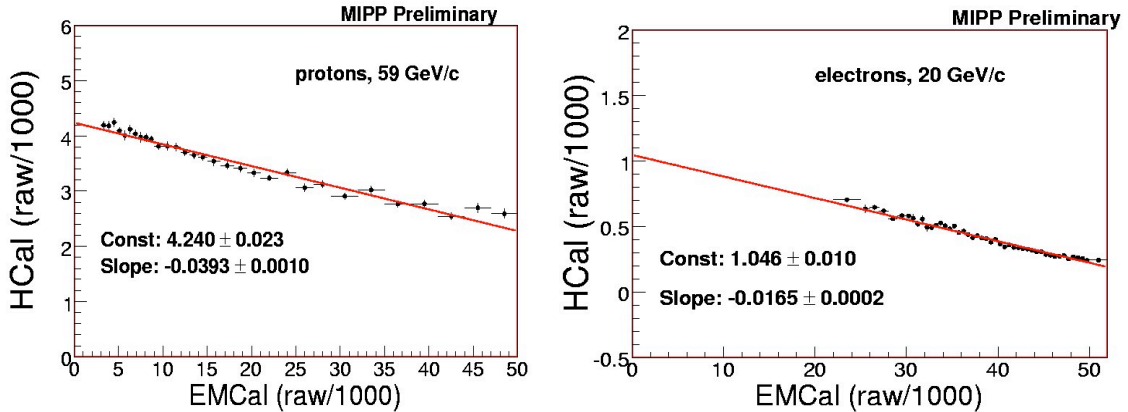 MIPP Preliminary
protons, 59 GeV/c
HCal (raw/1000)
6
5
4
3
2
1
0
Const: 4.240 ± 0.023
Slope: -0.0393 ± 0.0010
0 5 10 15 20 25 30 35 40 45 50
EMCal (raw/1000)
MIPP Preliminary
electrons, 20 GeV/c
HCal (raw/1000)
2
1.5
1
0.5
0
-0.5
Const: 1.046 ± 0.010
Slope: -0.0165 ± 0.0002
0 10 20 30 40 50
EMCal (raw/1000)